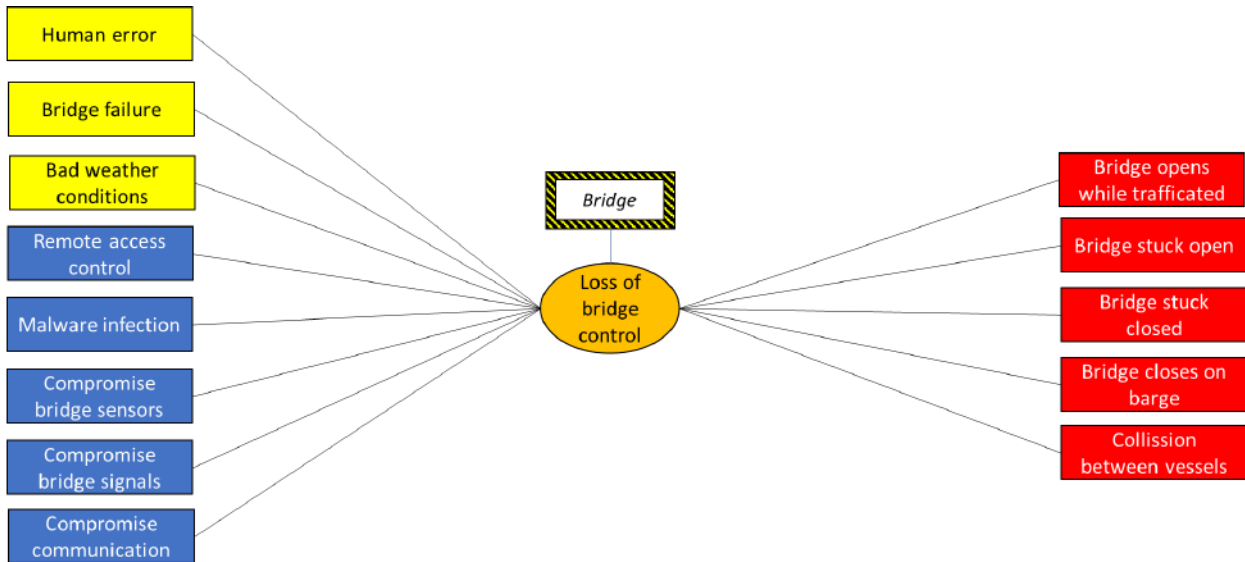 Human error
Bridge failure
Bad weather
conditions
Remote access
control
Malware infection
Compromise
bridge sensors
Compromise
bridge signals
Compromise
communication
Bridge
Loss of
bridge
control
Bridge opens
while trafficated
Bridge stuck open
Bridge stuck
closed
Bridge closes on
barge
Collission
between vessels